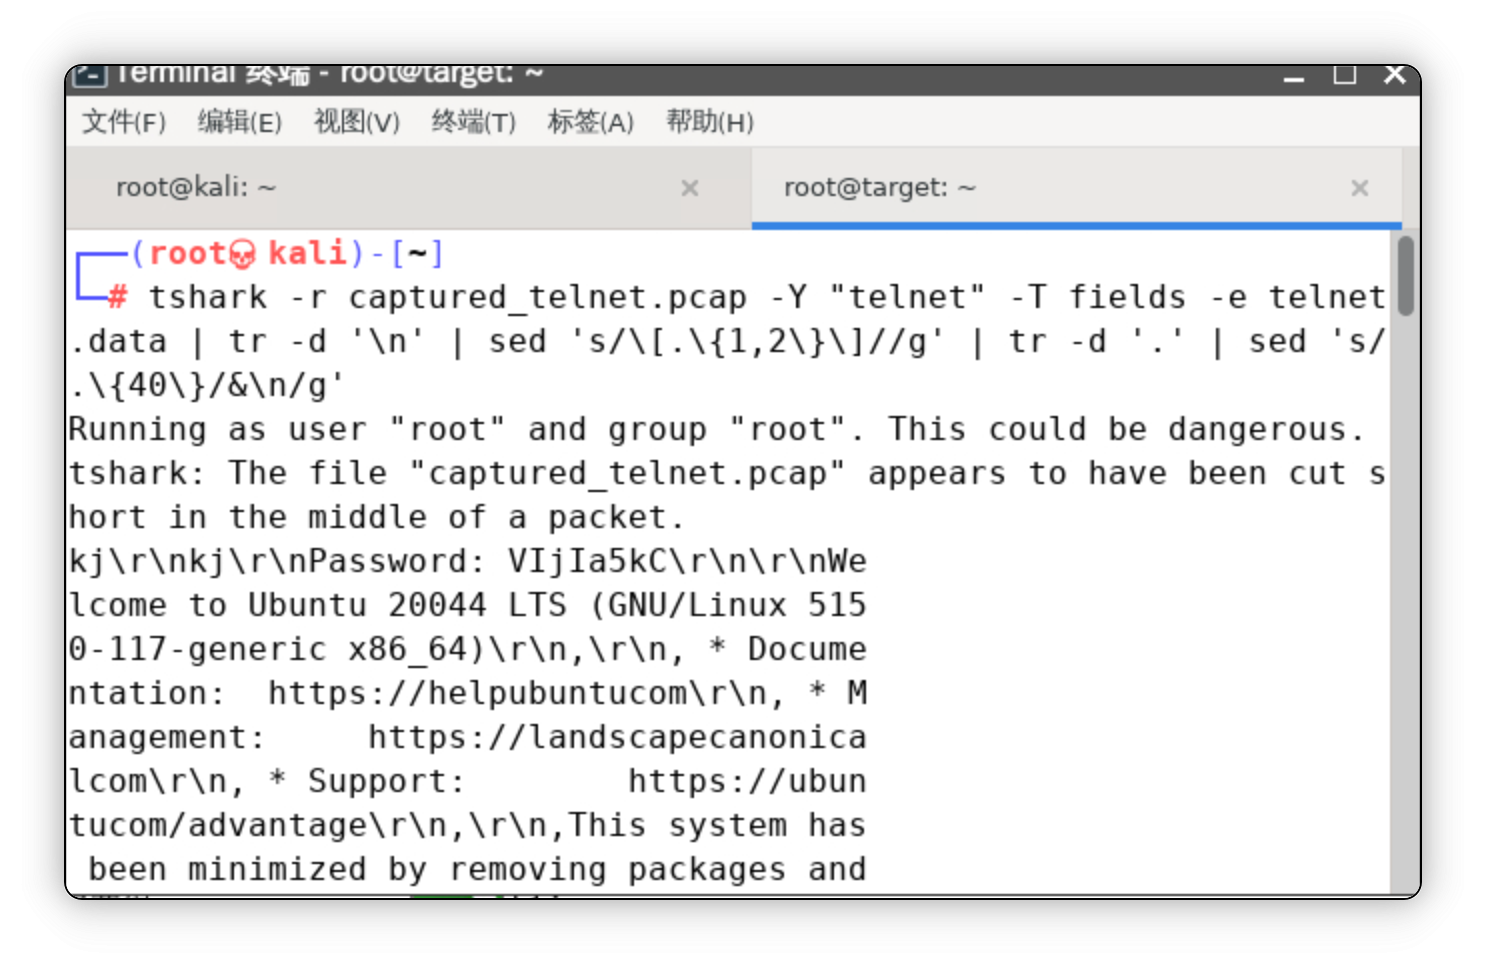 Terminal 终端 - root@target: ~
文件(F) 编辑(E) 视图(V) 终端(T) 标签(A) 帮助(H)
root@kali: ~ root@target: ~
(root💀kali)-[~]
# tshark -r captured_telnet.pcap -Y "telnet" -T fields -e telnet
.data | tr -d '\n' | sed 's/\[.\{1,2\}\]//g' | tr -d '.' | sed 's/
.\{40\}/&\n/g'
Running as user "root" and group "root". This could be dangerous.
tshark: The file "captured_telnet.pcap" appears to have been cut s
hort in the middle of a packet.
kj\r\nkj\r\nPassword: VIjIa5kC\r\n\r\nWe
lcome to Ubuntu 20044 LTS (GNU/Linux 515
0-117-generic x86_64)\r\n,\r\n, * Docume
ntation:  https://helpubuntucom\r\n, * M
anagement:     https://landscapecanonica
lcom\r\n, * Support:        https://ubun
tucom/advantage\r\n,\r\n,This system has
 been minimized by removing packages and